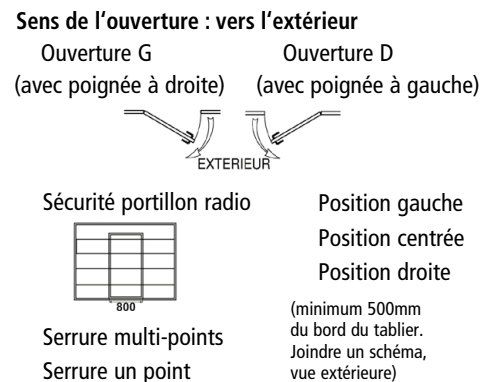 Sens de l'ouverture : vers l'extérieur
Ouverture G
(avec poignée à droite)
Ouverture D
(avec poignée à gauche)
EXTERIEUR
Sécurité portillon radio
800
Serrure multi-points
Serrure un point
Position gauche
Position centrée
Position droite
(minimum 500mm
du bord du tablier.
Joindre un schéma,
vue extérieure)